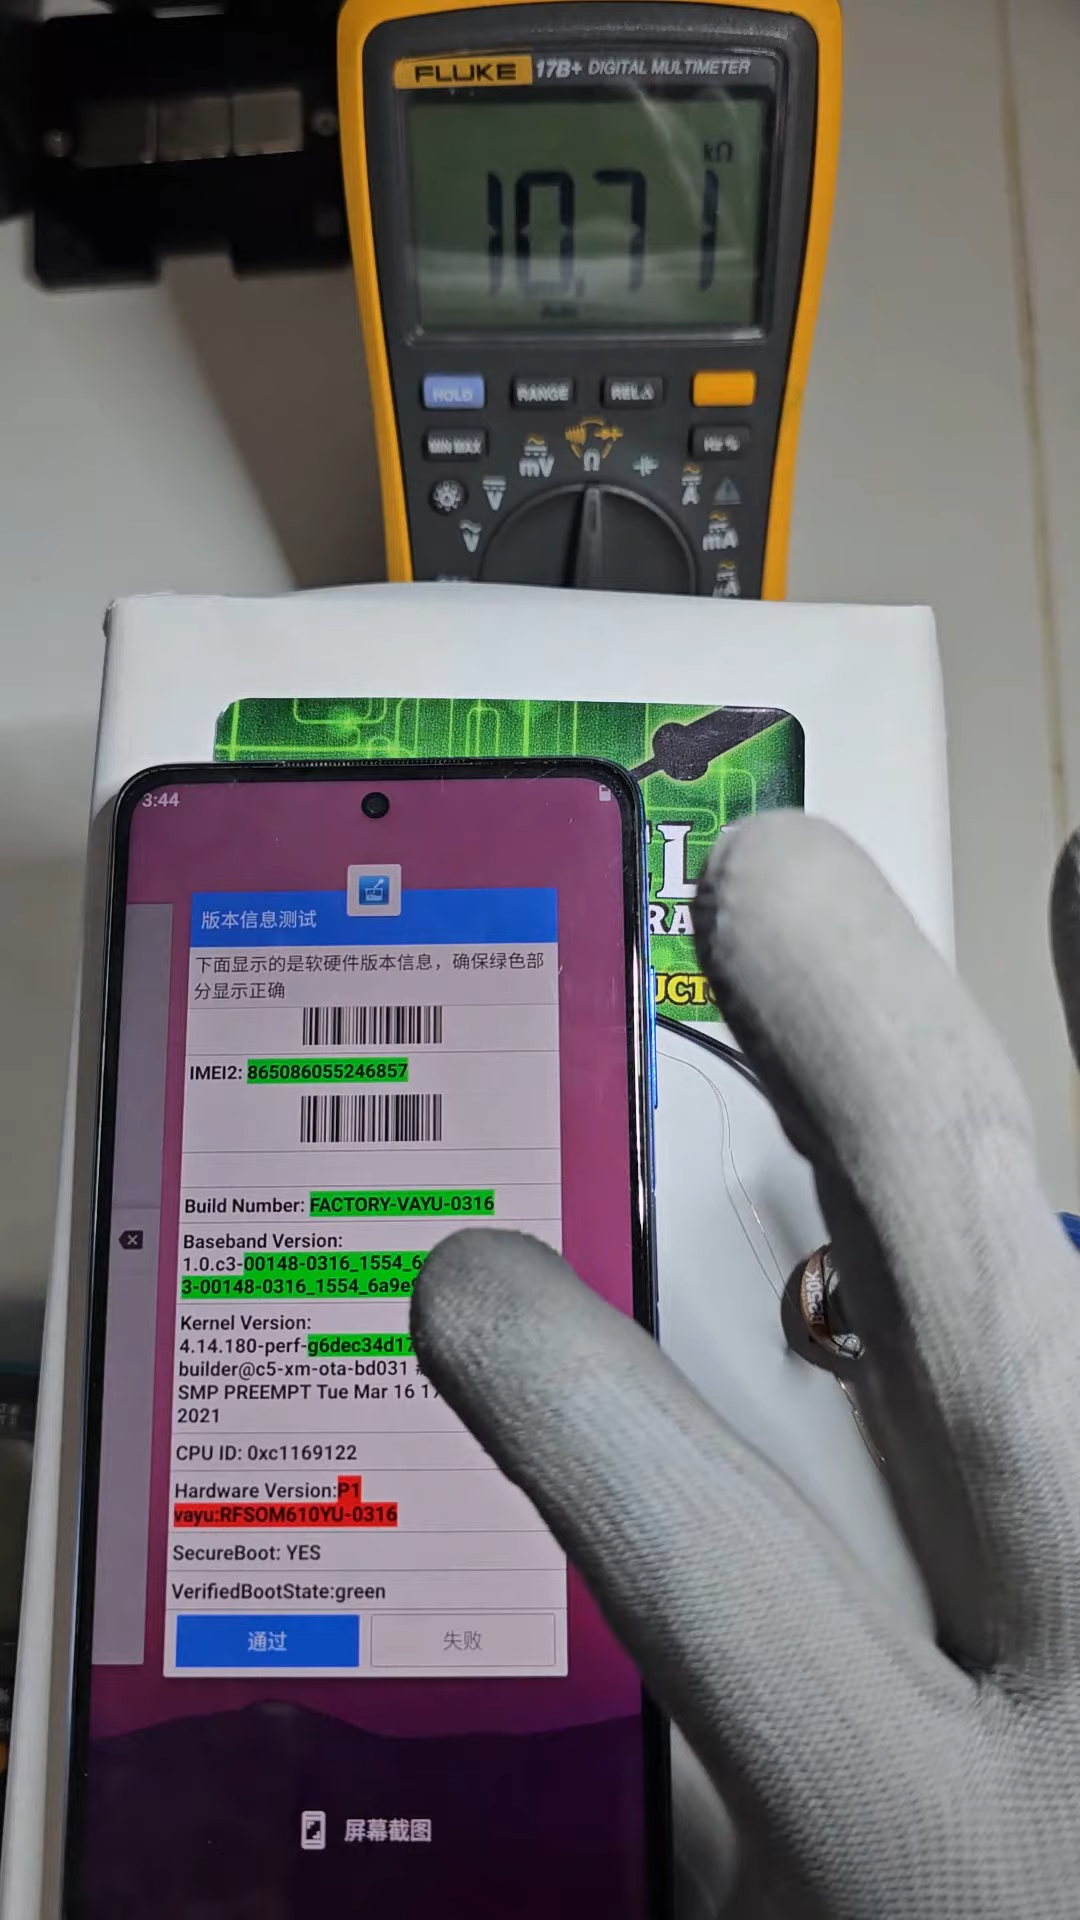 FLUKE 17B+ DIGITAL MULTIMETER
kΩ
10.71
Auto
HOLD
RANGE
REL△
MIN MAX
Hz %
mV
Ω
V
A
V
mA
3:44
版本信息测试
下面显示的是软硬件版本信息，确保绿色部
分显示正确
IMEI2: 865086055246857
Build Number: FACTORY-VAYU-0316
Baseband Version:
1.0.c3-00148-0316_1554_6
3-00148-0316_1554_6a9e
Kernel Version:
4.14.180-perf-g6dec34d17
builder@c5-xm-ota-bd031
SMP PREEMPT Tue Mar 16 1
2021
CPU ID: 0xc1169122
Hardware Version:P1
vayu:RFSOM610YU-0316
SecureBoot: YES
VerifiedBootState:green
通过
失败
屏幕截图
RA
UCTO
B250K